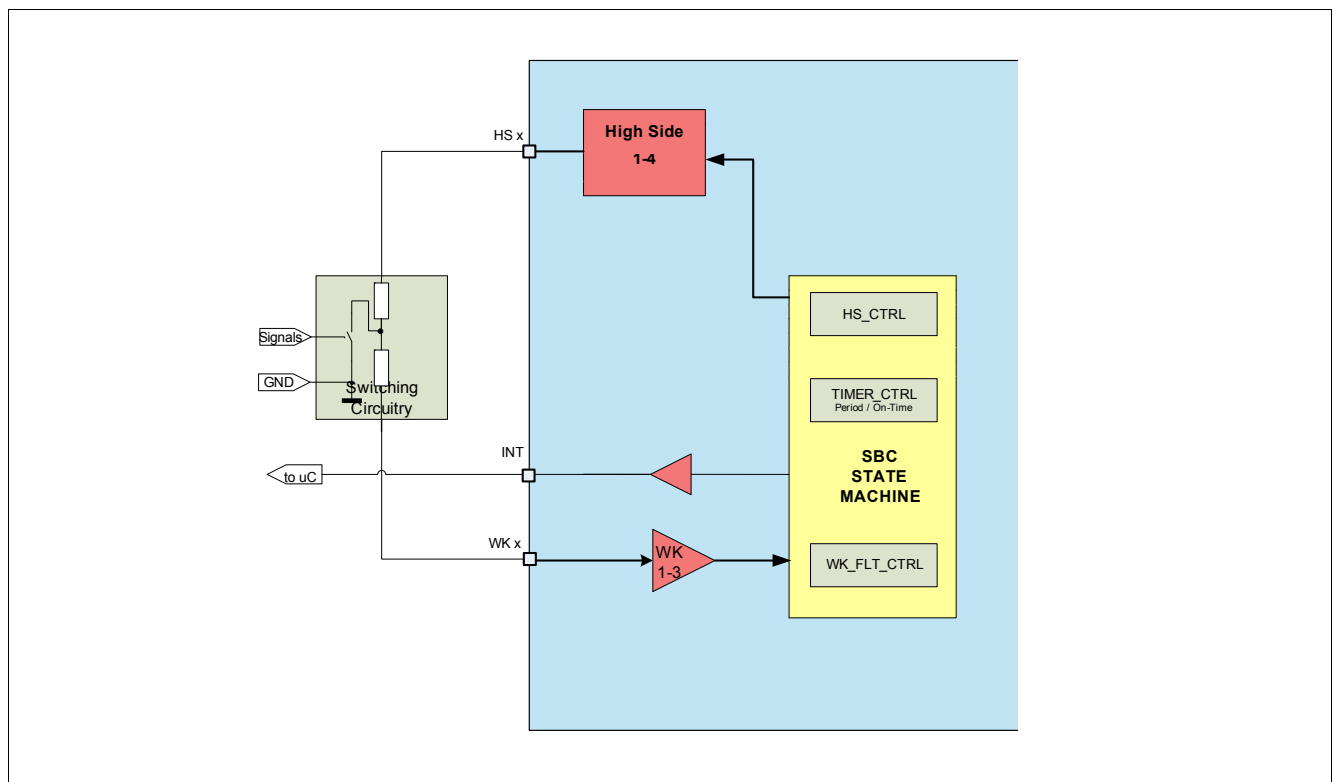 High Side
1-4
HS x
HS_CTRL
Signals
GND
Switching
Circuitry
TIMER_CTRL
Period / On-Time
SBC
STATE
MACHINE
INT
to uC
WK x
WK
1-3
WK_FLT_CTRL